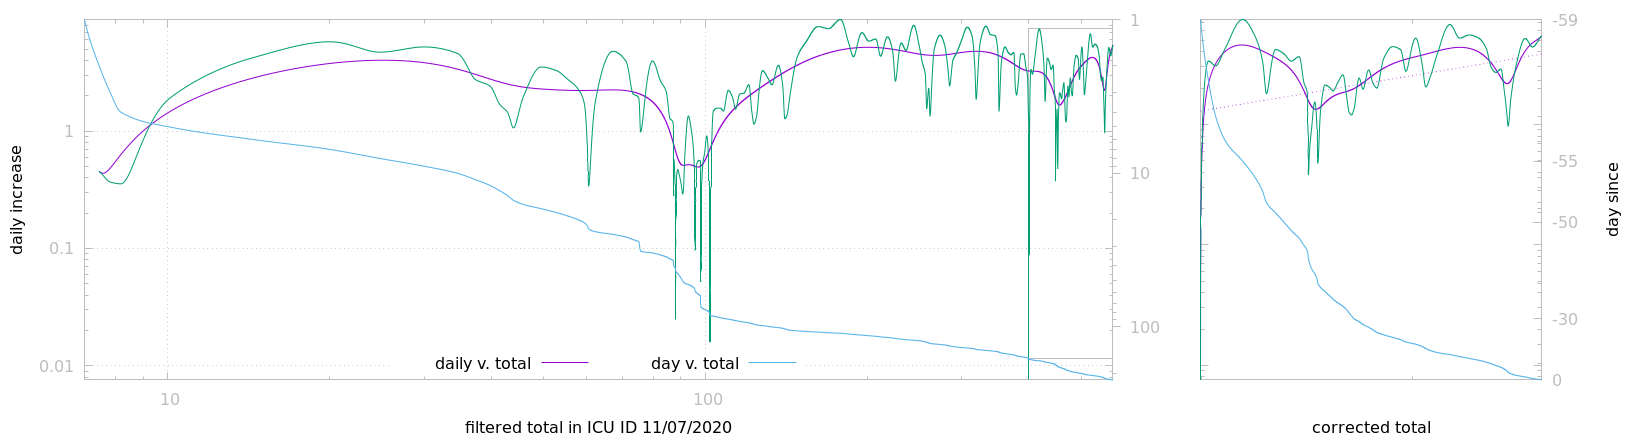 1
-59
1
10
-55
-50
0.1
100
-30
0.01
daily v. total
day v. total
0
10
100
daily increase
day since
filtered total in ICU ID 11/07/2020
corrected total